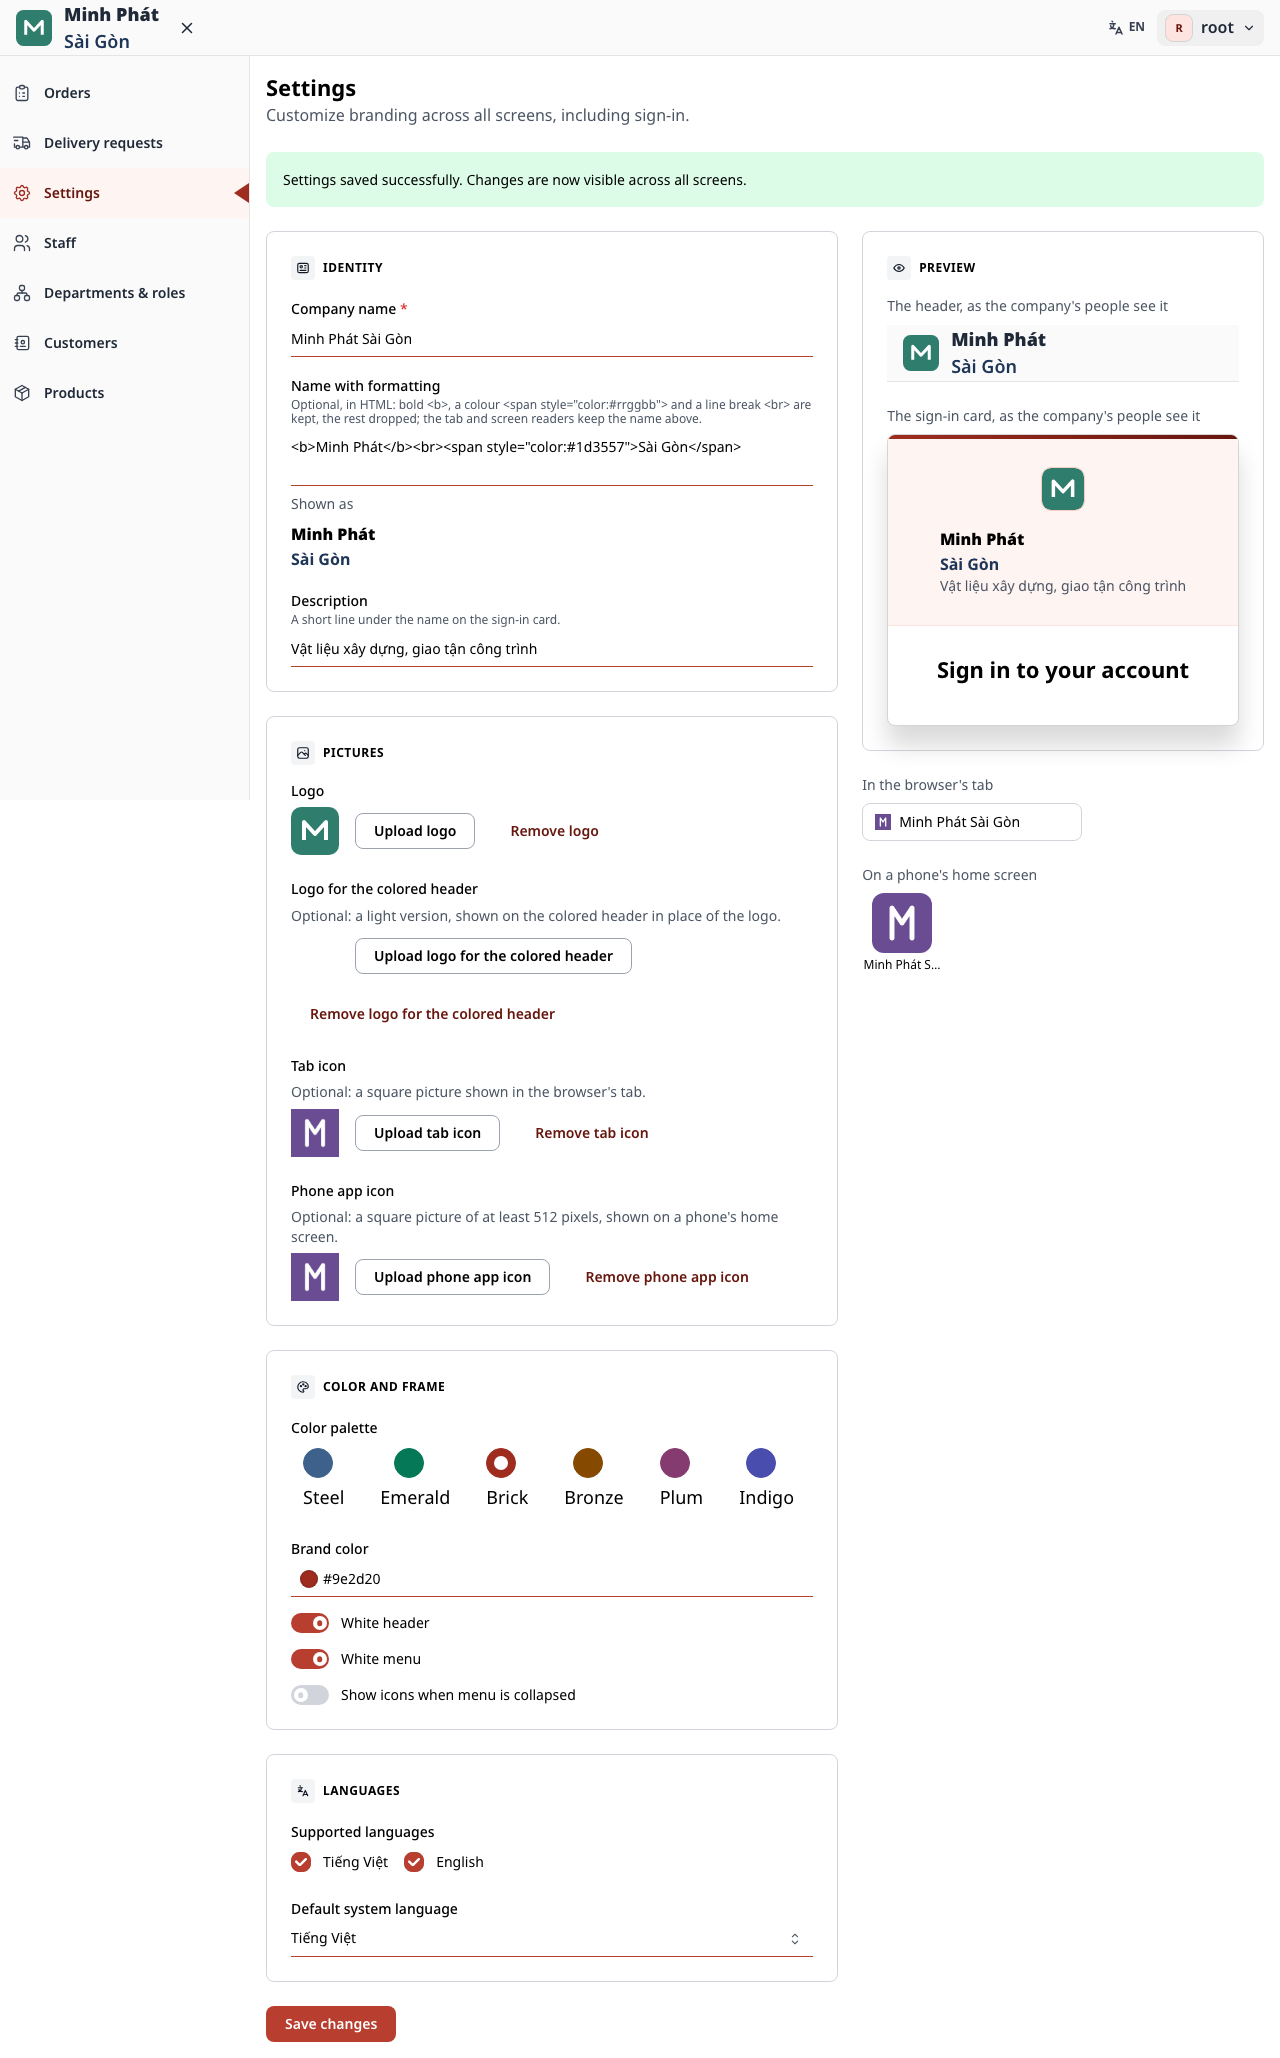 Minh Phát
Sài Gòn
EN
R
root
Orders
Delivery requests
Settings
Staff
Departments & roles
Customers
Products
Settings
Customize branding across all screens, including sign-in.
Settings saved successfully. Changes are now visible across all screens.
IDENTITY
Company name *
Minh Phát Sài Gòn
Name with formatting
Optional, in HTML: bold <b>, a colour <span style="color:#rrggbb"> and a line break <br> are
kept, the rest dropped; the tab and screen readers keep the name above.
<b>Minh Phát</b><br><span style="color:#1d3557">Sài Gòn</span>
Shown as
Minh Phát
Sài Gòn
Description
A short line under the name on the sign-in card.
Vật liệu xây dựng, giao tận công trình
PICTURES
Logo
M
Upload logo
Remove logo
Logo for the colored header
Optional: a light version, shown on the colored header in place of the logo.
Upload logo for the colored header
Remove logo for the colored header
Tab icon
Optional: a square picture shown in the browser's tab.
M
Upload tab icon
Remove tab icon
Phone app icon
Optional: a square picture of at least 512 pixels, shown on a phone's home
screen.
M
Upload phone app icon
Remove phone app icon
COLOR AND FRAME
Color palette
Steel
Emerald
Brick
Bronze
Plum
Indigo
Brand color
#9e2d20
White header
White menu
Show icons when menu is collapsed
LANGUAGES
Supported languages
Tiếng Việt
English
Default system language
Tiếng Việt
Save changes
PREVIEW
The header, as the company's people see it
M
Minh Phát
Sài Gòn
The sign-in card, as the company's people see it
M
Minh Phát
Sài Gòn
Vật liệu xây dựng, giao tận công trình
Sign in to your account
In the browser's tab
M
Minh Phát Sài Gòn
On a phone's home screen
M
Minh Phát S...